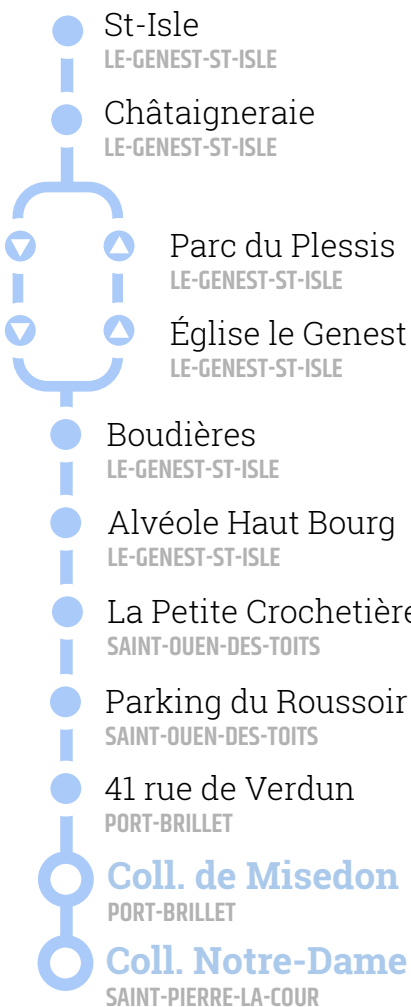 St-Isle
LE-GENEST-ST-ISLE
Châtaigneraie
LE-GENEST-ST-ISLE
Parc du Plessis
LE-GENEST-ST-ISLE
Église le Genest
LE-GENEST-ST-ISLE
Boudières
LE-GENEST-ST-ISLE
Alvéole Haut Bourg
LE-GENEST-ST-ISLE
La Petite Crochetière
SAINT-OUEN-DES-TOITS
Parking du Roussoir
SAINT-OUEN-DES-TOITS
41 rue de Verdun
PORT-BRILLET
Coll. de Misedon
PORT-BRILLET
Coll. Notre-Dame
SAINT-PIERRE-LA-COUR